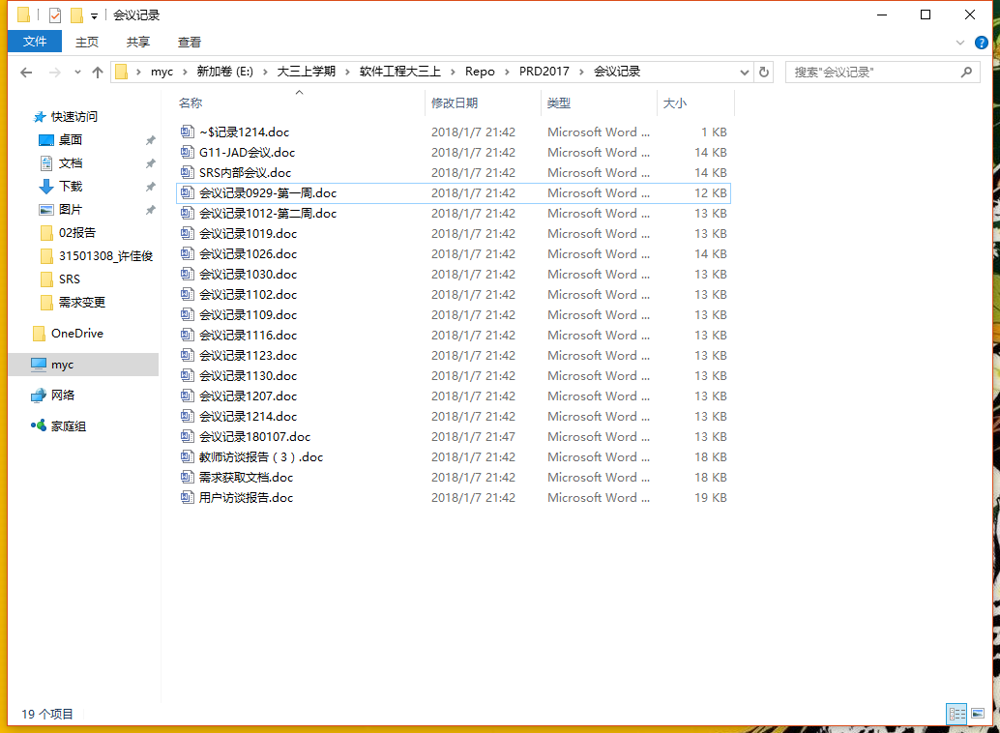 会议记录
文件 主页 共享 查看
myc 新加卷 (E:) 大三上学期 软件工程大三上 Repo PRD2017 会议记录
搜索"会议记录"
名称 修改日期 类型 大小
快速访问
桌面
文档
下载
图片
02报告
31501308_许佳俊
SRS
需求变更
OneDrive
myc
网络
家庭组
~$记录1214.doc 2018/1/7 21:42 Microsoft Word ... 1 KB
G11-JAD会议.doc 2018/1/7 21:42 Microsoft Word ... 14 KB
SRS内部会议.doc 2018/1/7 21:42 Microsoft Word ... 14 KB
会议记录0929-第一周.doc 2018/1/7 21:42 Microsoft Word ... 12 KB
会议记录1012-第二周.doc 2018/1/7 21:42 Microsoft Word ... 13 KB
会议记录1019.doc 2018/1/7 21:42 Microsoft Word ... 13 KB
会议记录1026.doc 2018/1/7 21:42 Microsoft Word ... 14 KB
会议记录1030.doc 2018/1/7 21:42 Microsoft Word ... 13 KB
会议记录1102.doc 2018/1/7 21:42 Microsoft Word ... 13 KB
会议记录1109.doc 2018/1/7 21:42 Microsoft Word ... 13 KB
会议记录1116.doc 2018/1/7 21:42 Microsoft Word ... 13 KB
会议记录1123.doc 2018/1/7 21:42 Microsoft Word ... 13 KB
会议记录1130.doc 2018/1/7 21:42 Microsoft Word ... 13 KB
会议记录1207.doc 2018/1/7 21:42 Microsoft Word ... 13 KB
会议记录1214.doc 2018/1/7 21:42 Microsoft Word ... 13 KB
会议记录180107.doc 2018/1/7 21:47 Microsoft Word ... 13 KB
教师访谈报告（3）.doc 2018/1/7 21:42 Microsoft Word ... 18 KB
需求获取文档.doc 2018/1/7 21:42 Microsoft Word ... 18 KB
用户访谈报告.doc 2018/1/7 21:42 Microsoft Word ... 19 KB
19 个项目